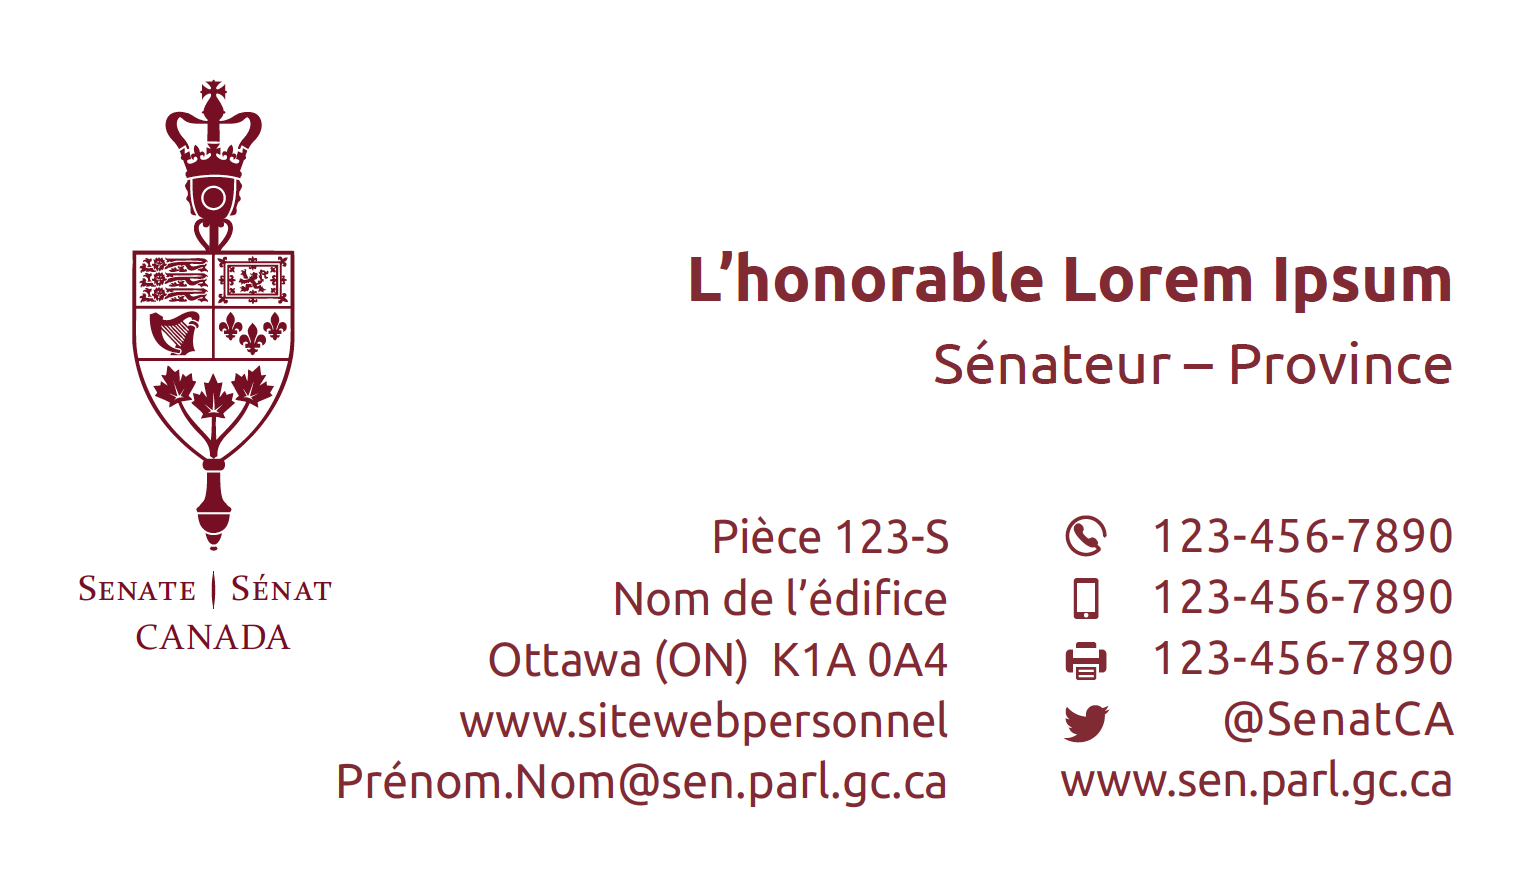 SENATE | SÉNAT
CANADA
L’honorable Lorem Ipsum
Sénateur – Province
Pièce 123-S
Nom de l’édifice
Ottawa (ON)  K1A 0A4
www.sitewebpersonnel
Prénom.Nom@sen.parl.gc.ca
123-456-7890
123-456-7890
123-456-7890
@SenatCA
www.sen.parl.gc.ca